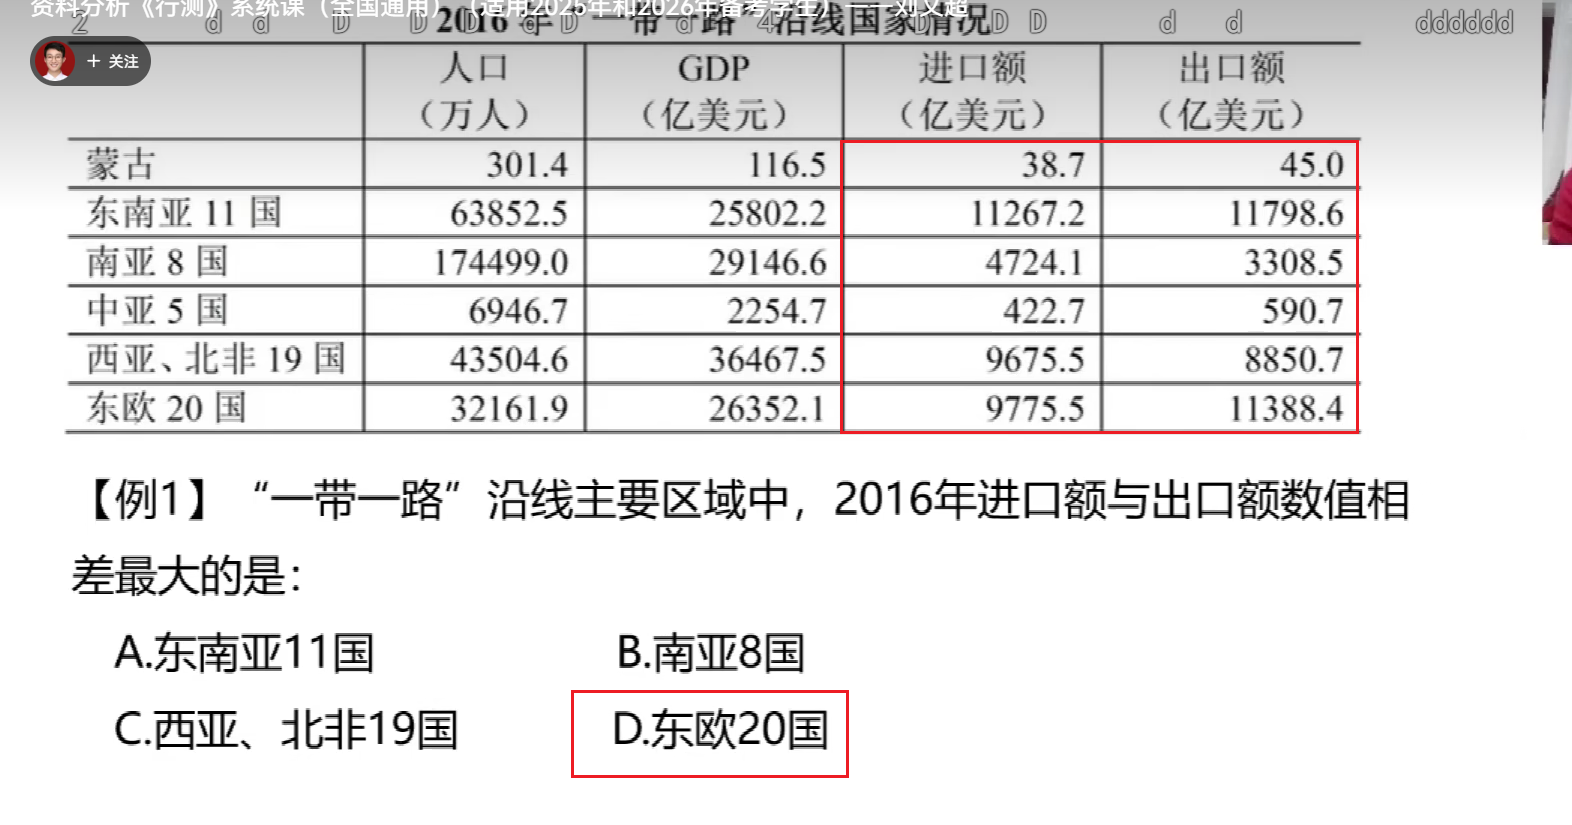 资料分析《行测》系统课（全国通用）（适用2025年和2026年备考学生）——刘文超
2 d d D D D d D d 4 D D D d d dddddd
2016 年“一带一路”沿线国家情况
+ 关注
人口 GDP 进口额 出口额
（万人） （亿美元） （亿美元） （亿美元）
蒙古 301.4 116.5 38.7 45.0
东南亚 11 国 63852.5 25802.2 11267.2 11798.6
南亚 8 国 174499.0 29146.6 4724.1 3308.5
中亚 5 国 6946.7 2254.7 422.7 590.7
西亚、北非 19 国 43504.6 36467.5 9675.5 8850.7
东欧 20 国 32161.9 26352.1 9775.5 11388.4
【例1】“一带一路”沿线主要区域中，2016年进口额与出口额数值相
差最大的是：
A.东南亚11国 B.南亚8国
C.西亚、北非19国 D.东欧20国